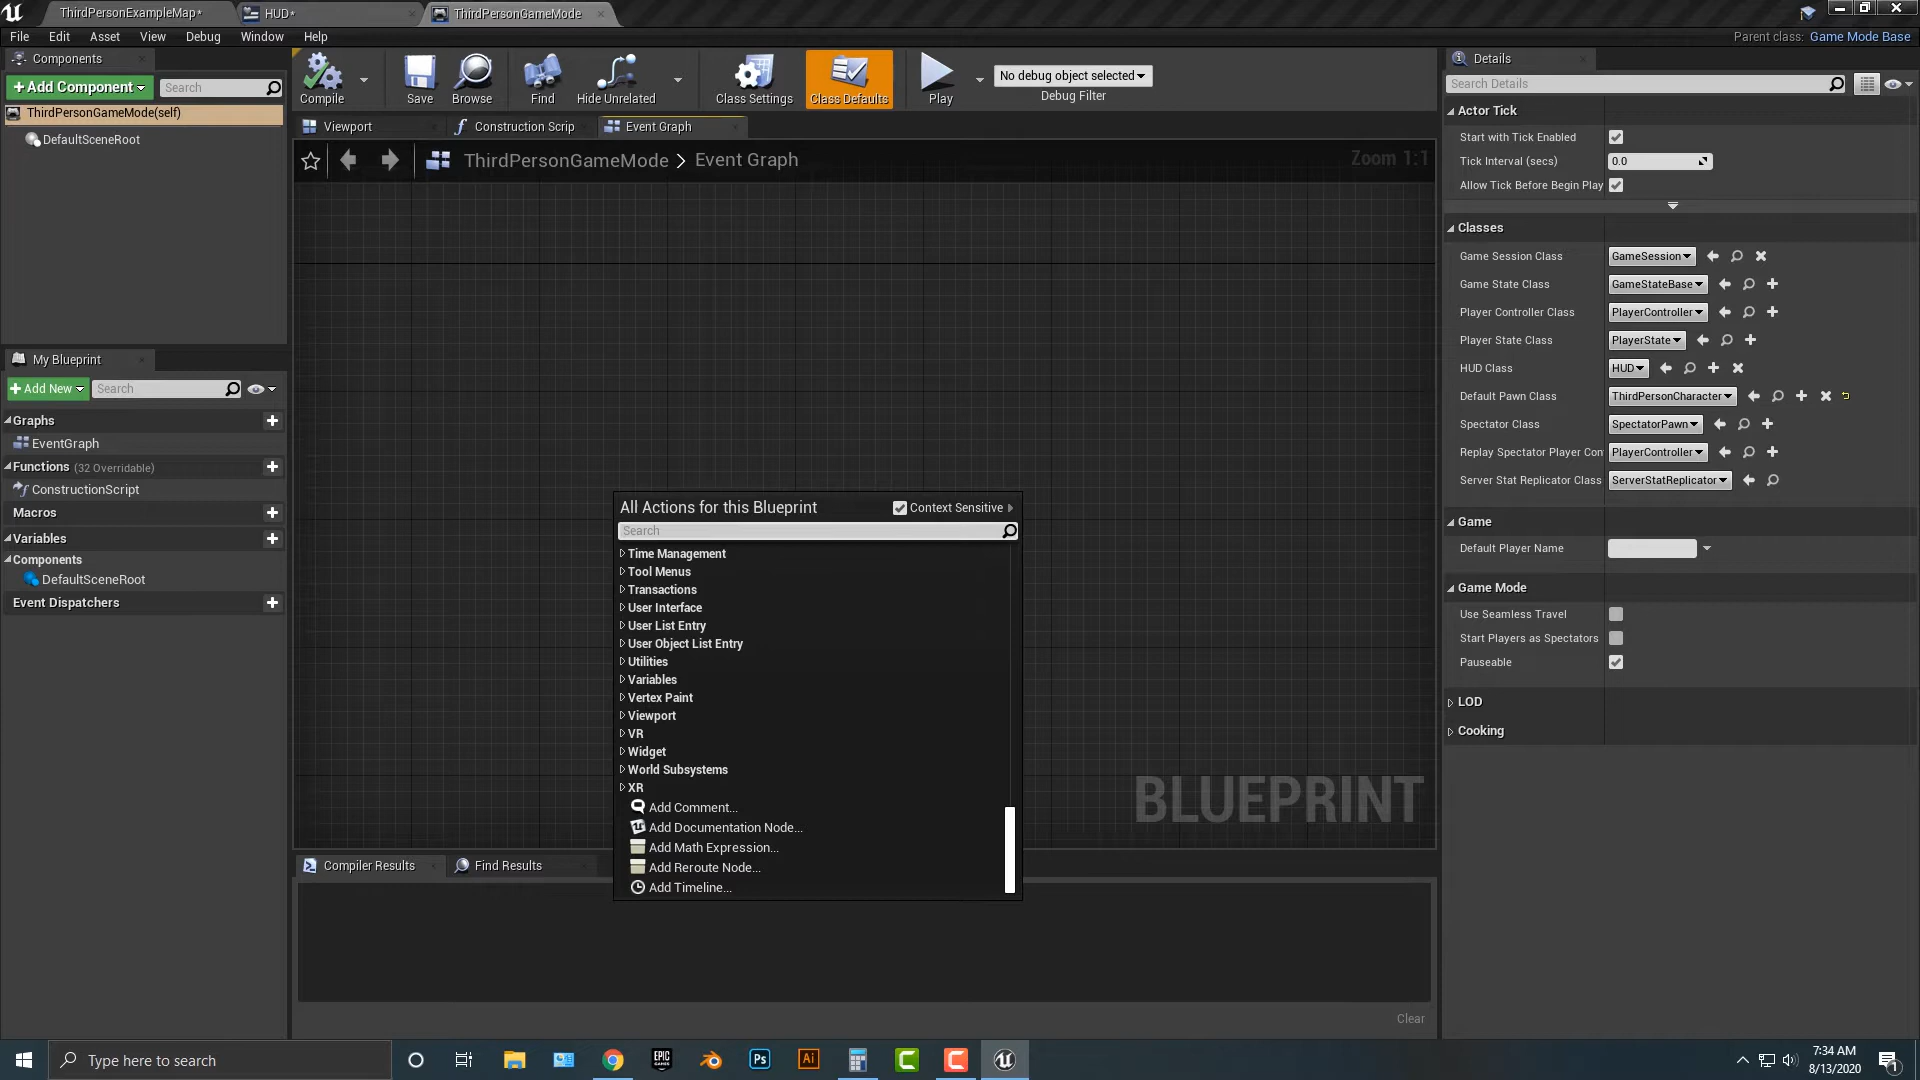 ThirdPersonExampleMap*
HUD*
ThirdPersonGameMode
File Edit Asset View Debug Window Help
Parent class: Game Mode Base
Components
+Add Component
Search
ThirdPersonGameMode(self)
DefaultSceneRoot
My Blueprint
+Add New
Search
Graphs
EventGraph
Functions (32 Overridable)
ConstructionScript
Macros
Variables
Components
DefaultSceneRoot
Event Dispatchers
Compile
Save
Browse
Find
Hide Unrelated
Class Settings
Class Defaults
Play
No debug object selected
Debug Filter
Viewport
Construction Scrip
Event Graph
ThirdPersonGameMode > Event Graph
Zoom 1:1
All Actions for this Blueprint
Context Sensitive
Search
Time Management
Tool Menus
Transactions
User Interface
User List Entry
User Object List Entry
Utilities
Variables
Vertex Paint
Viewport
VR
Widget
World Subsystems
XR
Add Comment...
Add Documentation Node...
Add Math Expression...
Add Reroute Node...
Add Timeline...
BLUEPRINT
Compiler Results
Find Results
Clear
Details
Search Details
Actor Tick
Start with Tick Enabled
Tick Interval (secs) 0.0
Allow Tick Before Begin Play
Classes
Game Session Class GameSession
Game State Class GameStateBase
Player Controller Class PlayerController
Player State Class PlayerState
HUD Class HUD
Default Pawn Class ThirdPersonCharacter
Spectator Class SpectatorPawn
Replay Spectator Player Con PlayerController
Server Stat Replicator Class ServerStatReplicator
Game
Default Player Name
Game Mode
Use Seamless Travel
Start Players as Spectators
Pauseable
LOD
Cooking
Type here to search
EPIC GAMES
Ps
Ai
7:34 AM
8/13/2020
1